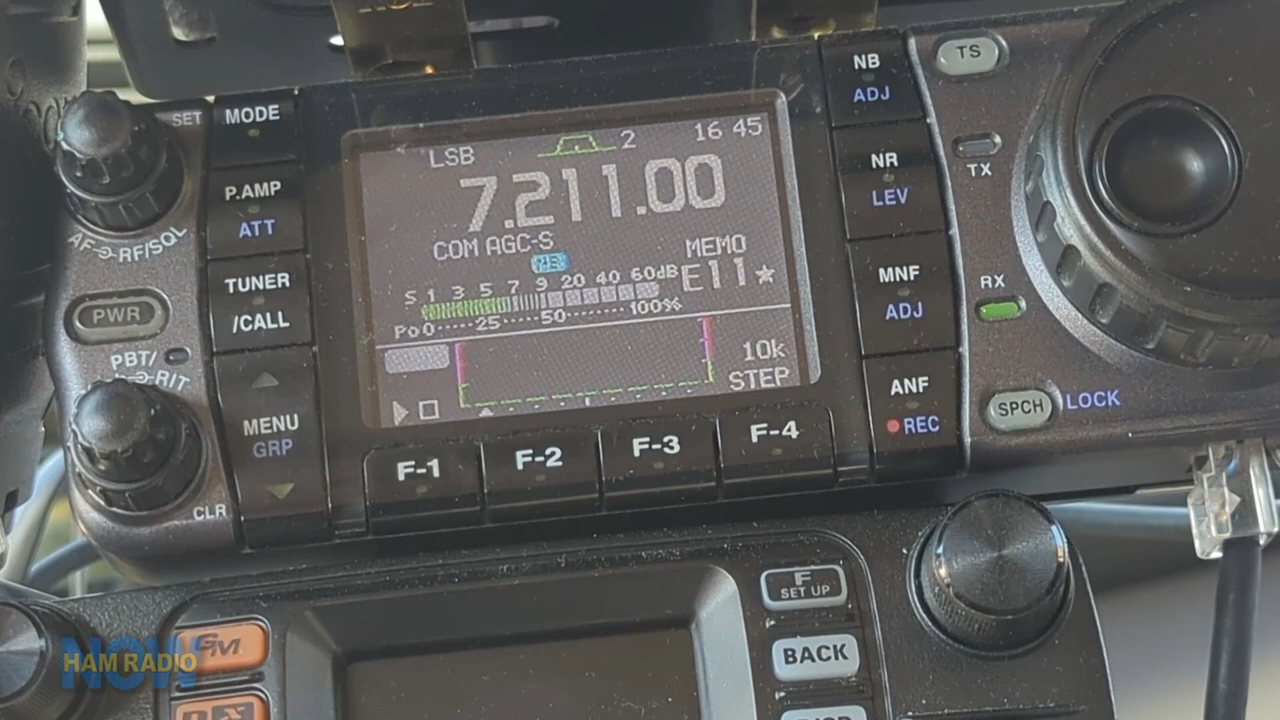 SET
MODE
P.AMP
ATT
TUNER
/CALL
AF RF/SQL
PWR
PBT/
RIT
MENU
GRP
CLR
LSB 2 16 45
7.211.00
COM AGC-S
MEMO
E11★
S 1 3 5 7 9 20 40 60dB
Po0 25 50 100%
10k
STEP
F-1 F-2 F-3 F-4
NB
ADJ
NR
LEV
MNF
ADJ
ANF
REC
TS
TX
RX
SPCH LOCK
F
SET UP
BACK
GM
NOW
HAM RADIO